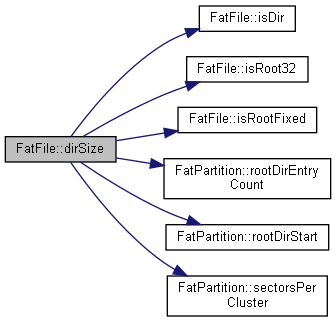 FatFile::isDir
FatFile::isRoot32
FatFile::isRootFixed
FatFile::dirSize
FatPartition::rootDirEntry
Count
FatPartition::rootDirStart
FatPartition::sectorsPer
Cluster